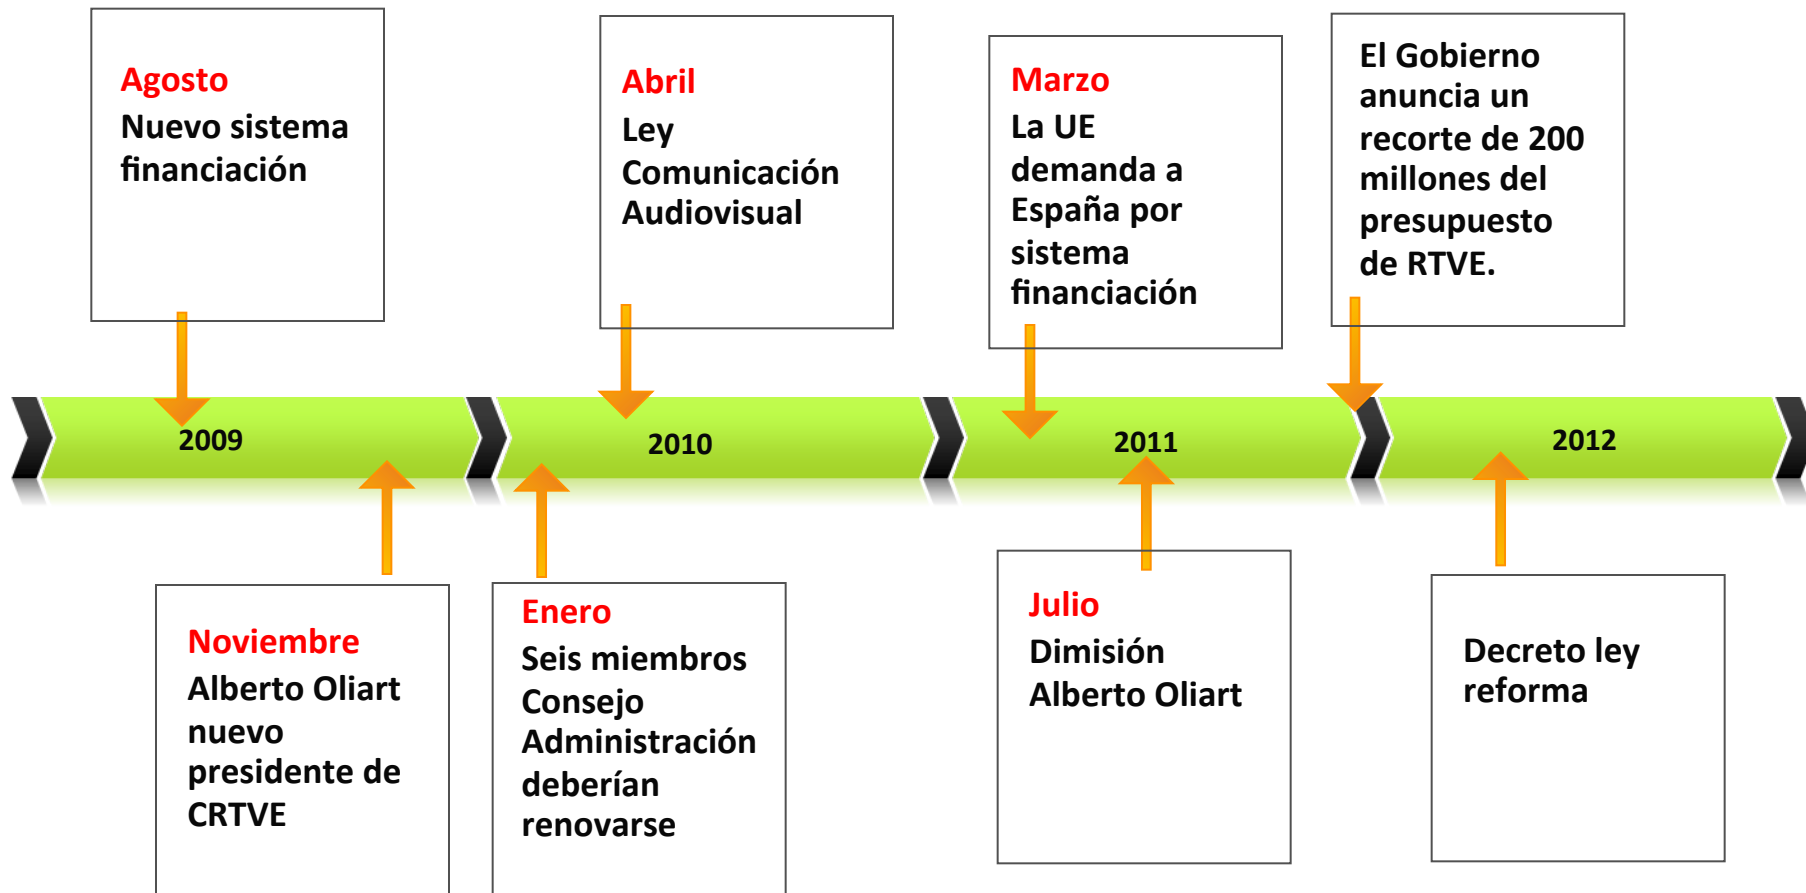 Agosto
Nuevo sistema
financiación
Abril
Ley
Comunicación
Audiovisual
Marzo
La UE
demanda a
España por
sistema
financiación
El Gobierno
anuncia un
recorte de 200
millones del
presupuesto
de RTVE.
2009
2010
2011
2012
Noviembre
Alberto Oliart
nuevo
presidente de
CRTVE
Enero
Seis miembros
Consejo
Administración
deberían
renovarse
Julio
Dimisión
Alberto Oliart
Decreto ley
reforma